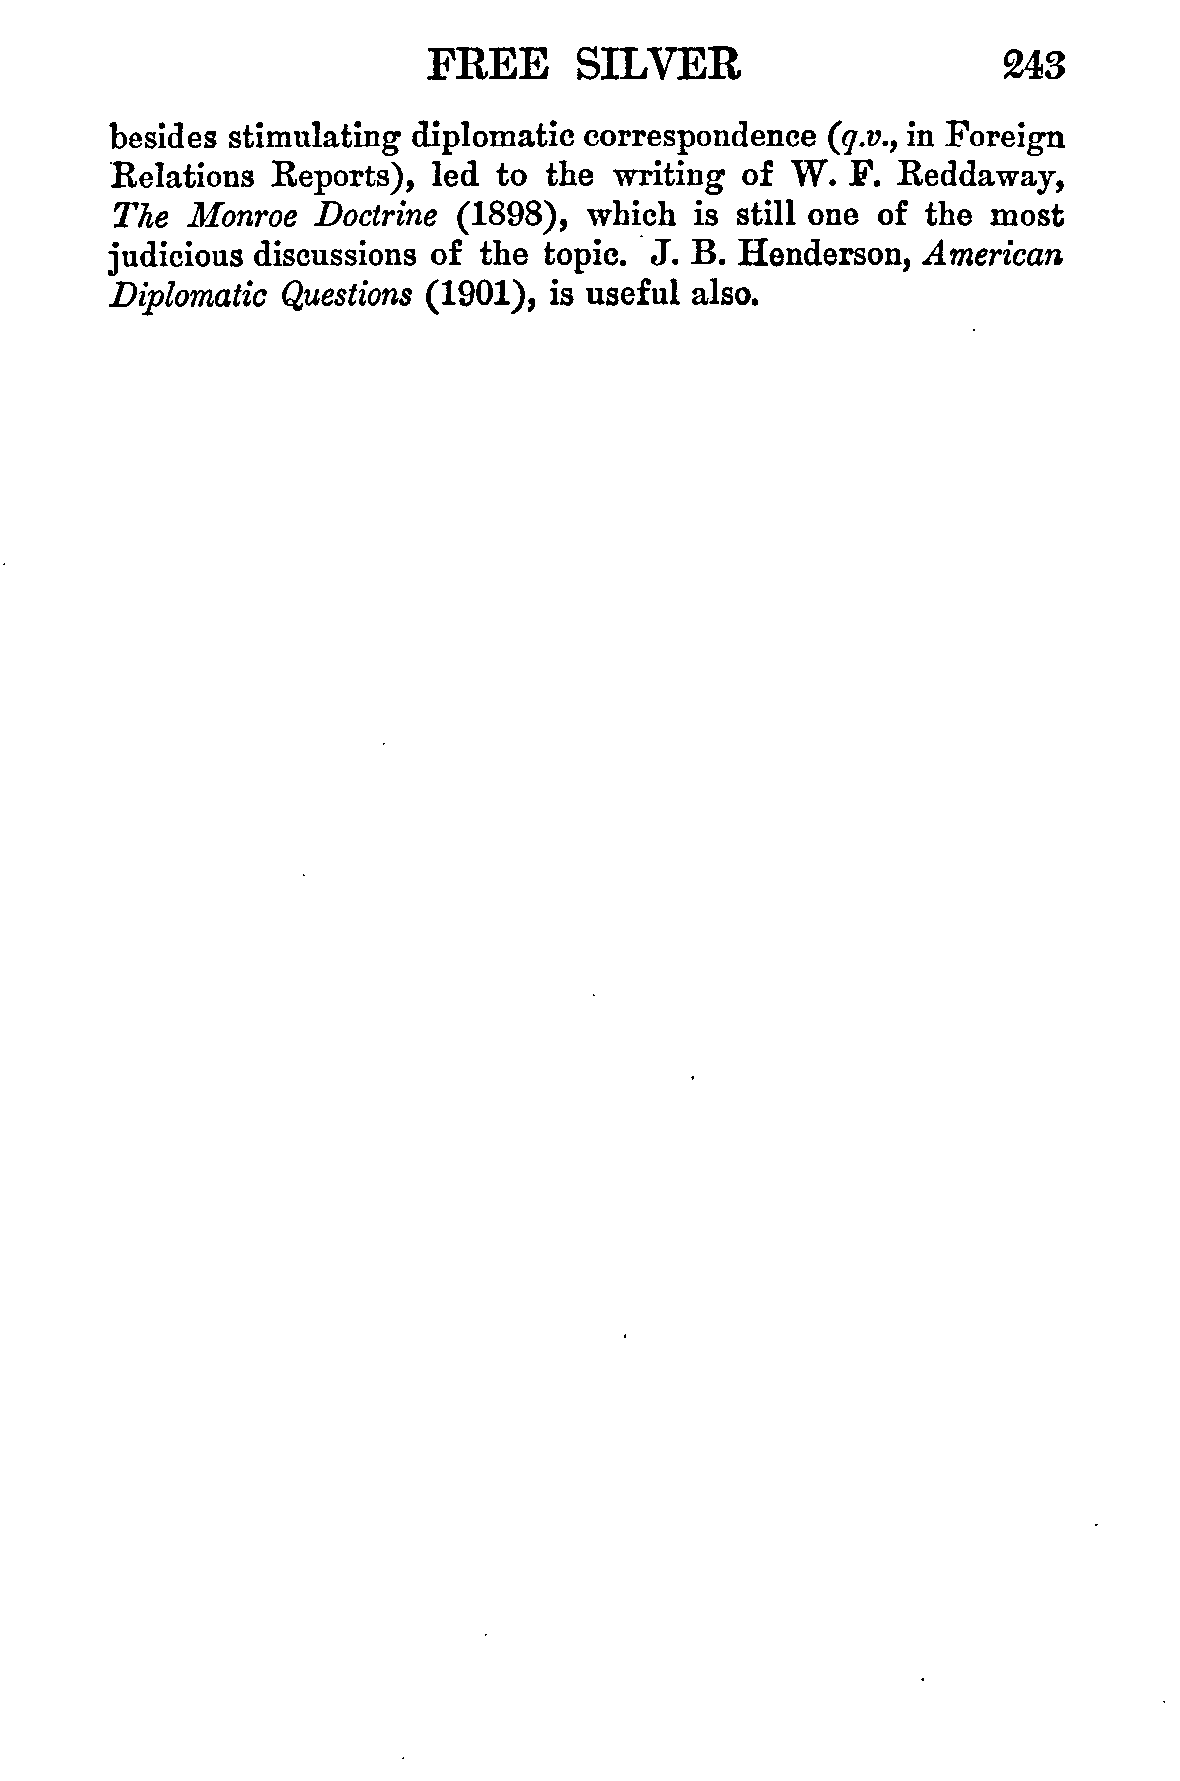 FREE SILVER 243
besides stimulating diplomatic correspondence (q.v., in Foreign
Relations Reports), led to the writing of W. F. Reddaway,
The Monroe Doctrine (1898), which is still one of the most
judicious discussions of the topic. J. B. Henderson, American
Diplomatic Questions (1901), is useful also.